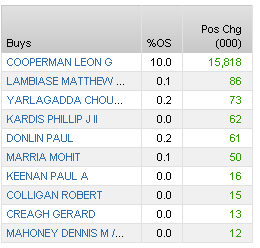 Pos Chg
Buys %OS (000)
COOPERMAN LEON G 10.0 15,818
LAMBIASE MATTHEW ... 0.1 86
YARLAGADDA CHOU... 0.2 73
KARDIS PHILLIP J II 0.0 62
DONLIN PAUL 0.2 61
MARRIA MOHIT 0.1 50
KEENAN PAUL A 0.0 16
COLLIGAN ROBERT 0.0 15
CREAGH GERARD 0.0 13
MAHONEY DENNIS M /... 0.0 12